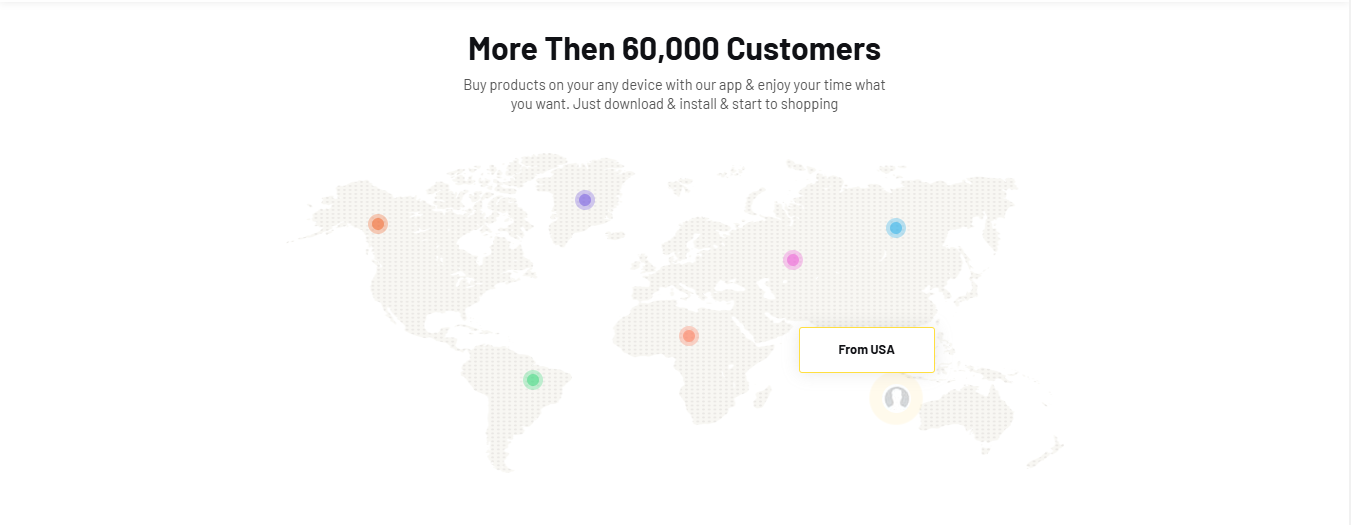 More Then 60,000 Customers
Buy products on your any device with our app & enjoy your time what
you want. Just download & install & start to shopping
From USA